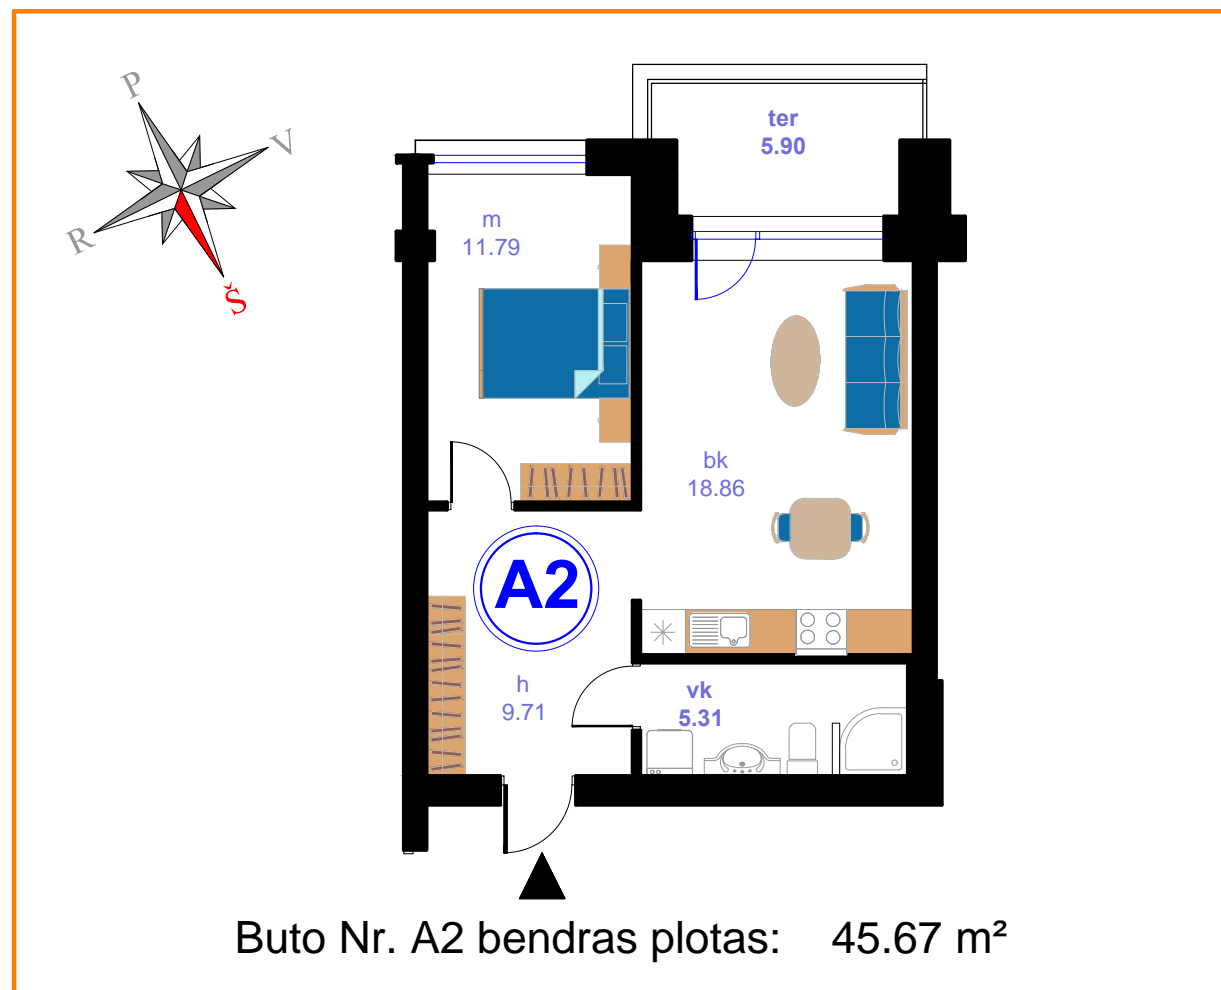 P
V
R
Š
ter
5.90
m
11.79
bk
18.86
A2
h
9.71
vk
5.31
Buto Nr. A2 bendras plotas: 45.67 m²